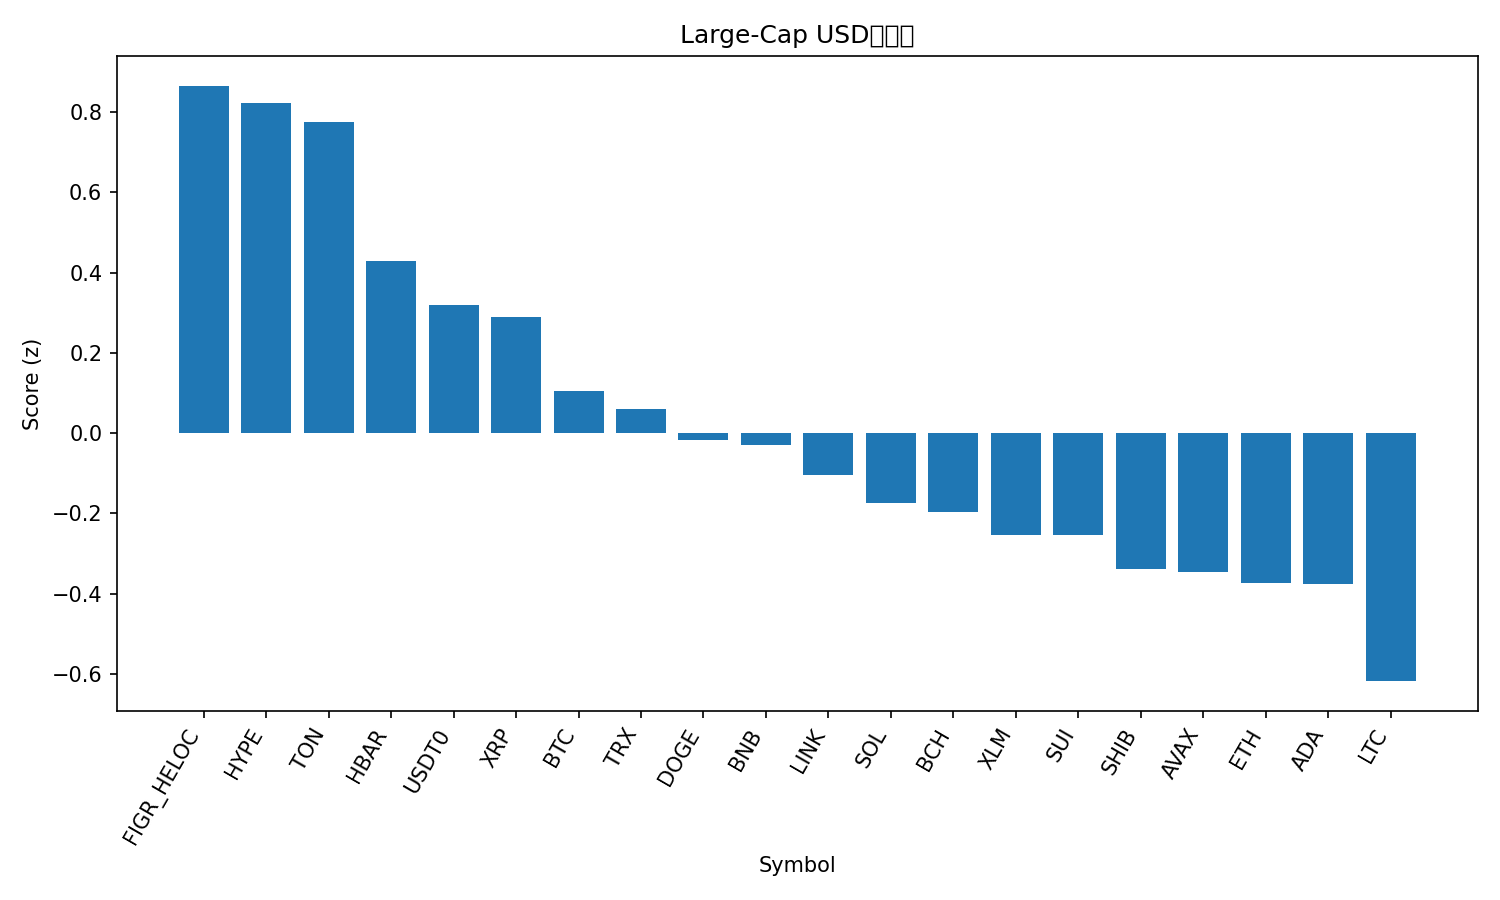 Large-Cap USD
Score (z)
0.8
0.6
0.4
0.2
0.0
−0.2
−0.4
−0.6
FIGR_HELOC
HYPE
TON
HBAR
USDT0
XRP
BTC
TRX
DOGE
BNB
LINK
SOL
BCH
XLM
SUI
SHIB
AVAX
ETH
ADA
LTC
Symbol